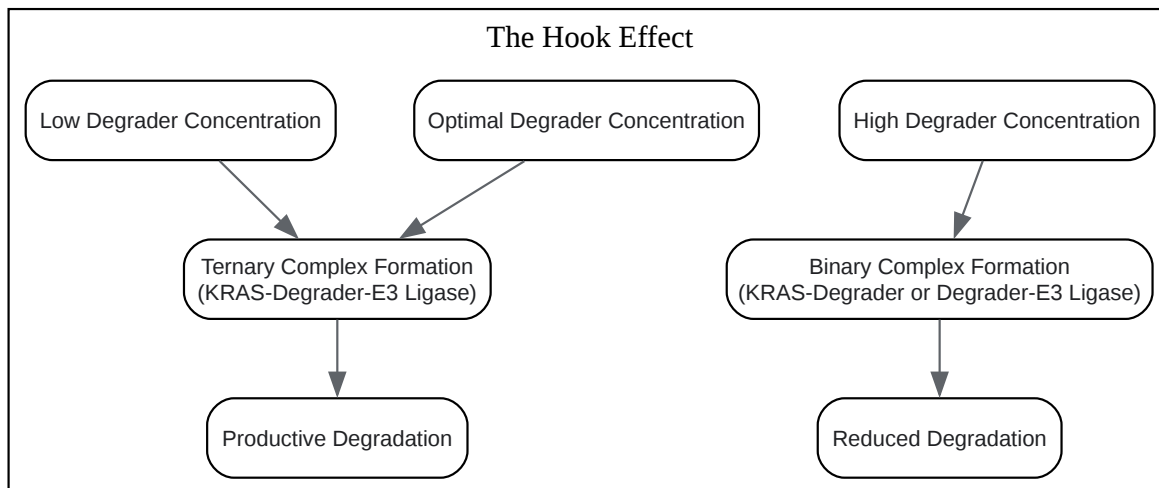 The Hook Effect
Low Degrader Concentration
Optimal Degrader Concentration
High Degrader Concentration
Ternary Complex Formation
(KRAS-Degrader-E3 Ligase)
Binary Complex Formation
(KRAS-Degrader or Degrader-E3 Ligase)
Productive Degradation
Reduced Degradation